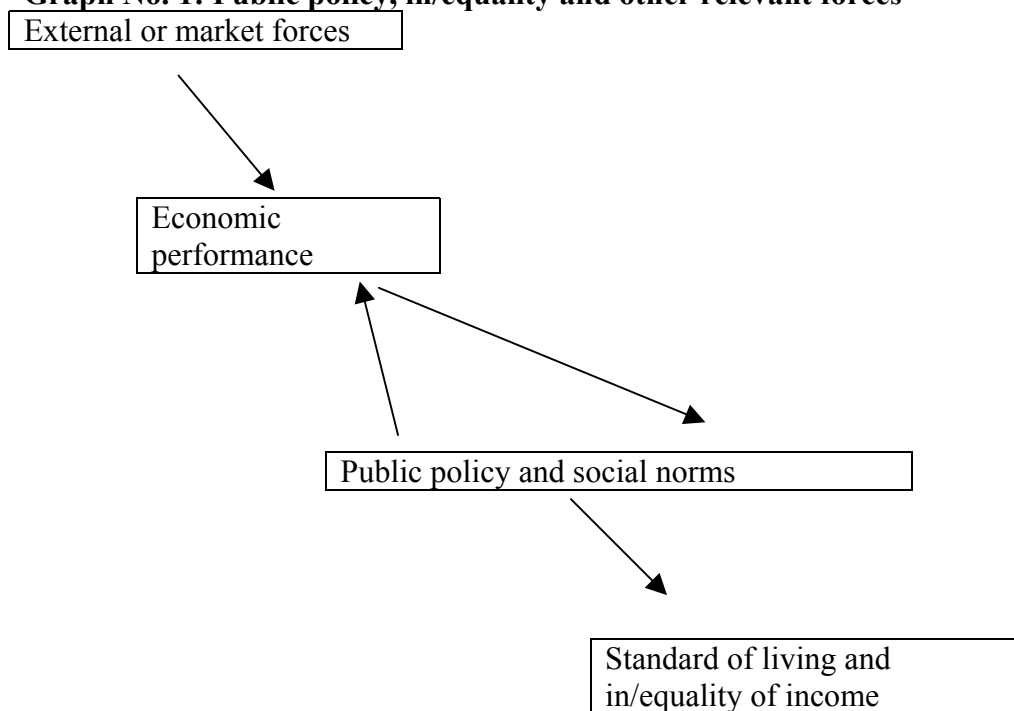 Graph No. 1: Public policy, in/equality and other relevant forces
External or market forces
Economic
performance
Public policy and social norms
Standard of living and
in/equality of income